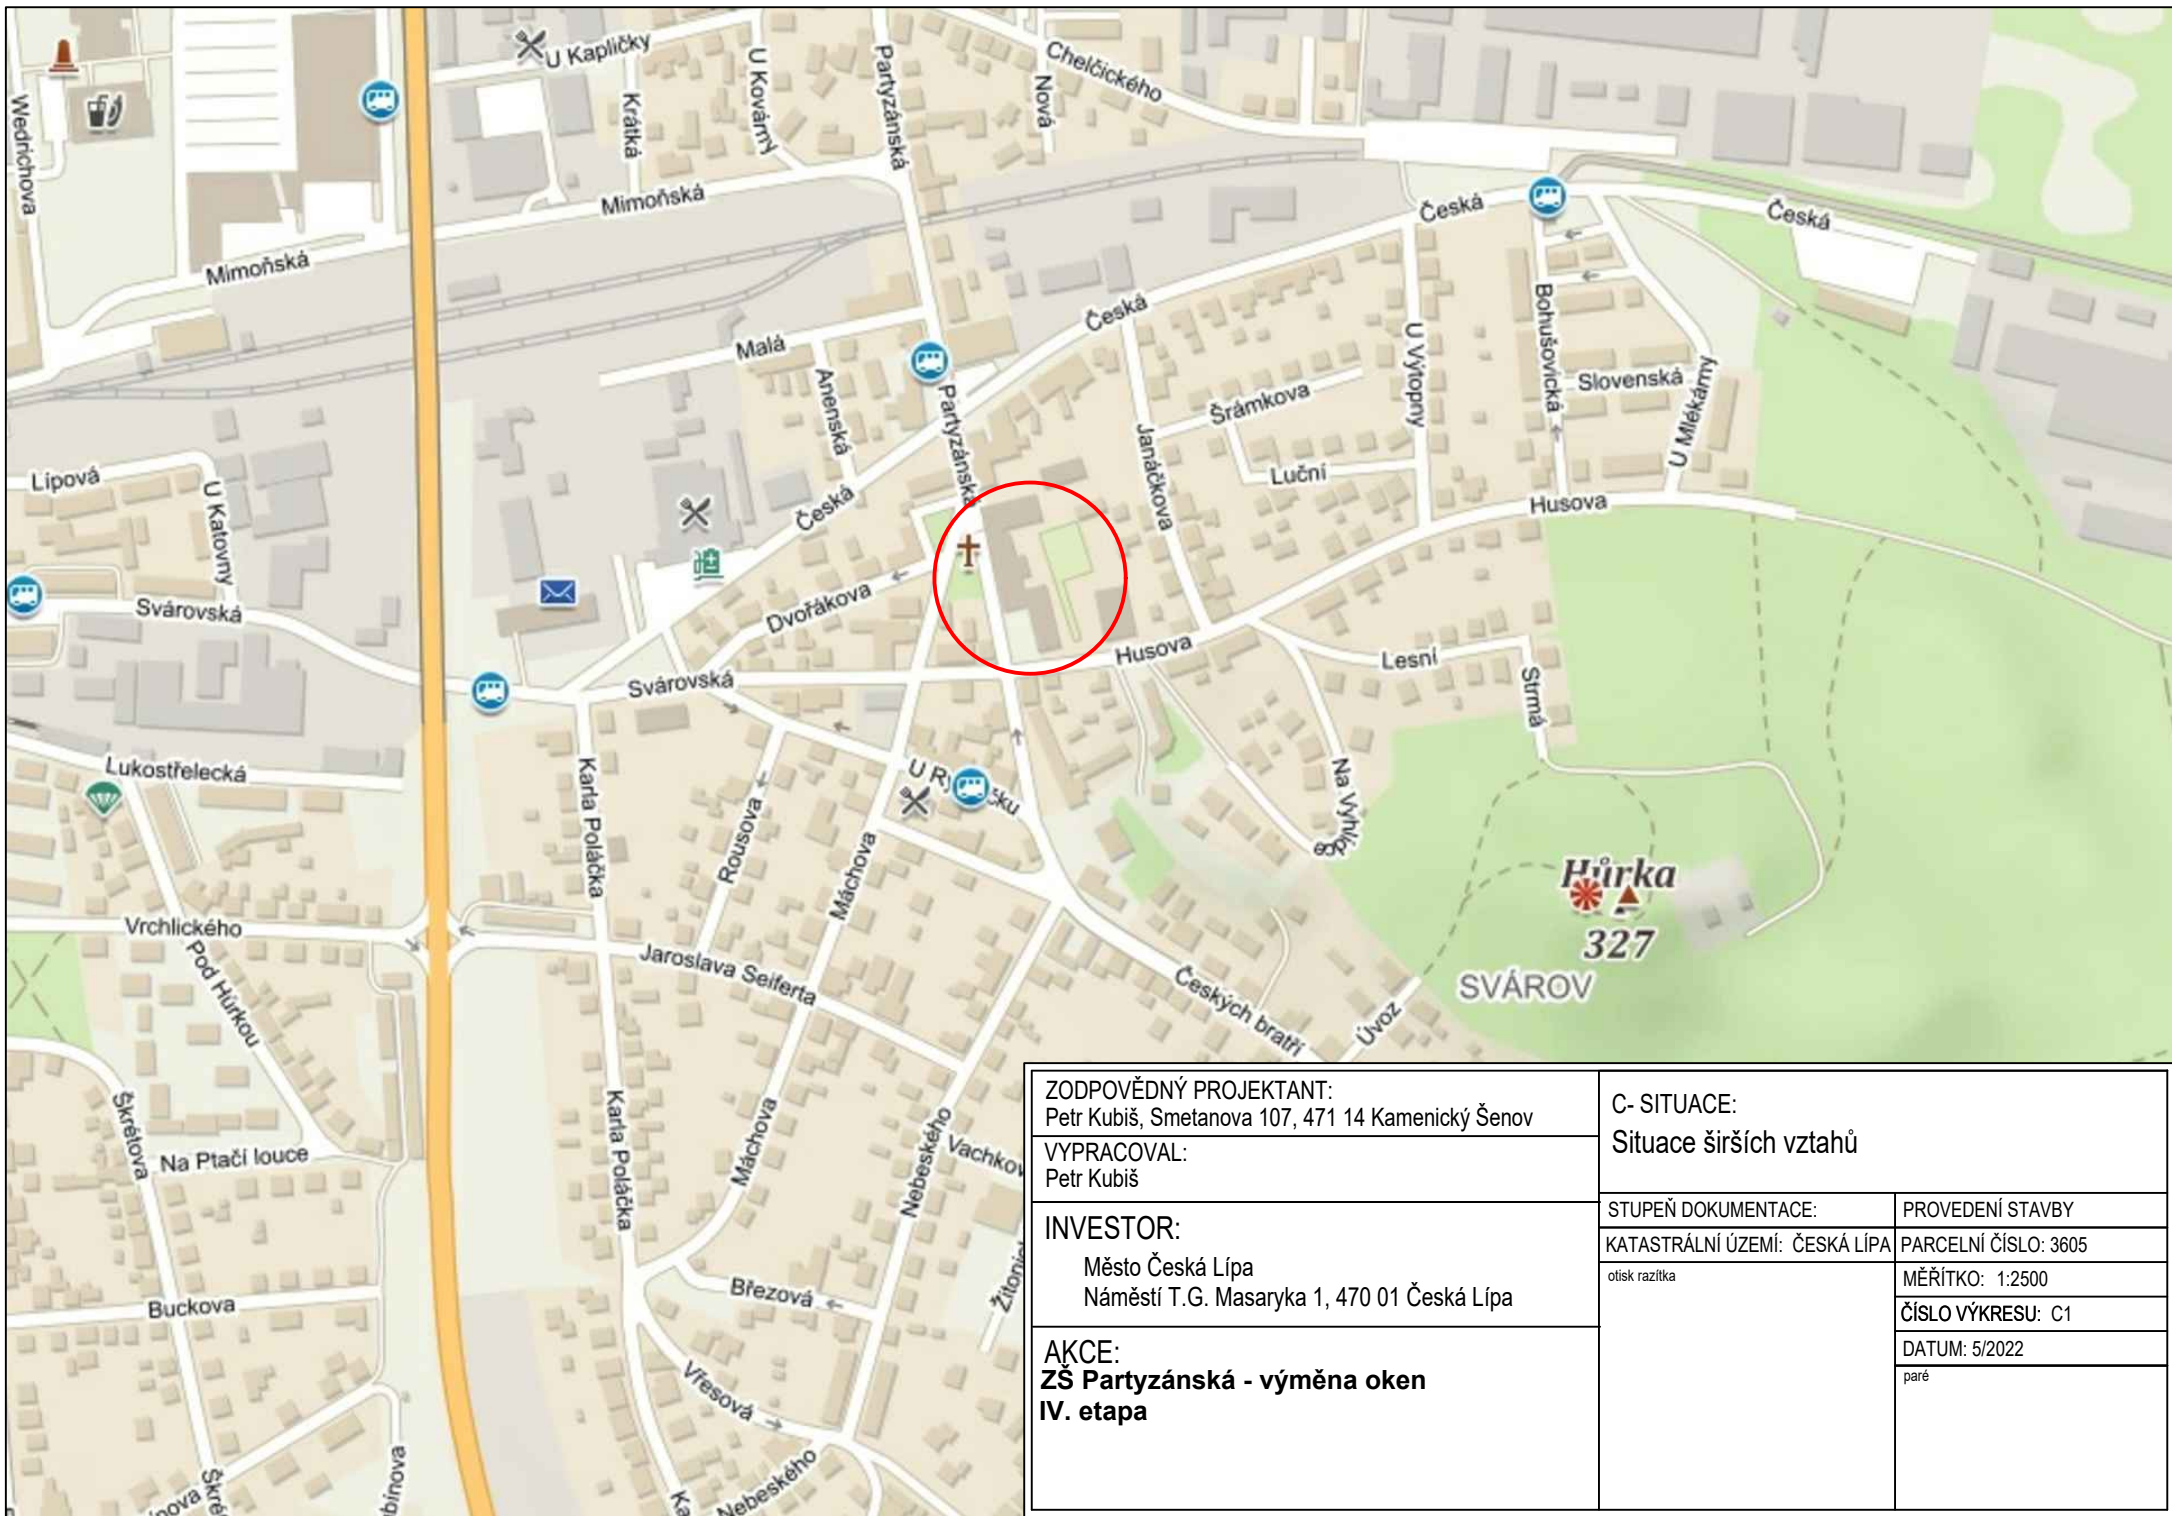 U Kapličky
Partyzánská
Chelčického
U Kovárny
Nová
Krátká
Wedrichova
Mimoňská
Česká
Česká
Mimoňská
Česká
Malá
Anenská
Partyzánská
Bohušovická
U Výtopny
Slovenská
U Mlékárny
Šrámkova
Janáčkova
Luční
Lípová
U Katovny
Česká
Husova
Svárovská
Dvořákova
Husova
Lesní
Strmá
Svárovská
Lukostřelecká
Karla Poláčka
Rousova
Máchova
Na Vyhlídce
Hůrka
327
SVÁROV
Vrchlického
Pod Hůrkou
Jaroslava Seiferta
Českých bratří
Úvoz
Škrétova
Na Ptačí louce
Karla Poláčka
Máchova
Nebeského
Buckova
Březová
Vřesová
Nebeského
ZODPOVĚDNÝ PROJEKTANT:
Petr Kubiš, Smetanova 107, 471 14 Kamenický Šenov
VYPRACOVAL:
Petr Kubiš
INVESTOR:
Město Česká Lípa
Náměstí T.G. Masaryka 1, 470 01 Česká Lípa
AKCE:
ZŠ Partyzánská - výměna oken
IV. etapa
C- SITUACE:
Situace širších vztahů
STUPEŇ DOKUMENTACE:
PROVEDENÍ STAVBY
KATASTRÁLNÍ ÚZEMÍ: ČESKÁ LÍPA
PARCELNÍ ČÍSLO: 3605
otisk razítka
MĚŘÍTKO: 1:2500
ČÍSLO VÝKRESU: C1
DATUM: 5/2022
paré